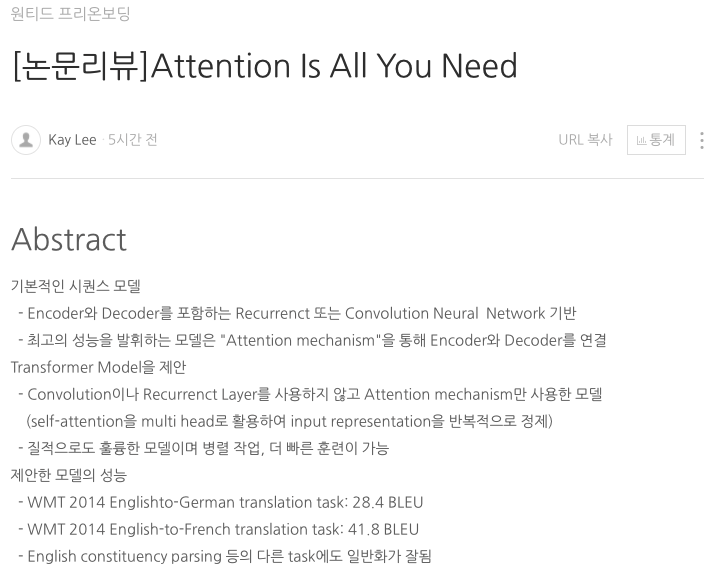 원티드 프리온보딩
[논문리뷰]Attention Is All You Need
Kay Lee · 5시간 전
URL 복사
통계
Abstract
기본적인 시퀀스 모델
- Encoder와 Decoder를 포함하는 Recurrenct 또는 Convolution Neural Network 기반
- 최고의 성능을 발휘하는 모델은 "Attention mechanism"을 통해 Encoder와 Decoder를 연결
Transformer Model을 제안
- Convolution이나 Recurrenct Layer를 사용하지 않고 Attention mechanism만 사용한 모델
(self-attention을 multi head로 활용하여 input representation을 반복적으로 정제)
- 질적으로도 훌륭한 모델이며 병렬 작업, 더 빠른 훈련이 가능
제안한 모델의 성능
- WMT 2014 Englishto-German translation task: 28.4 BLEU
- WMT 2014 English-to-French translation task: 41.8 BLEU
- English constituency parsing 등의 다른 task에도 일반화가 잘됨